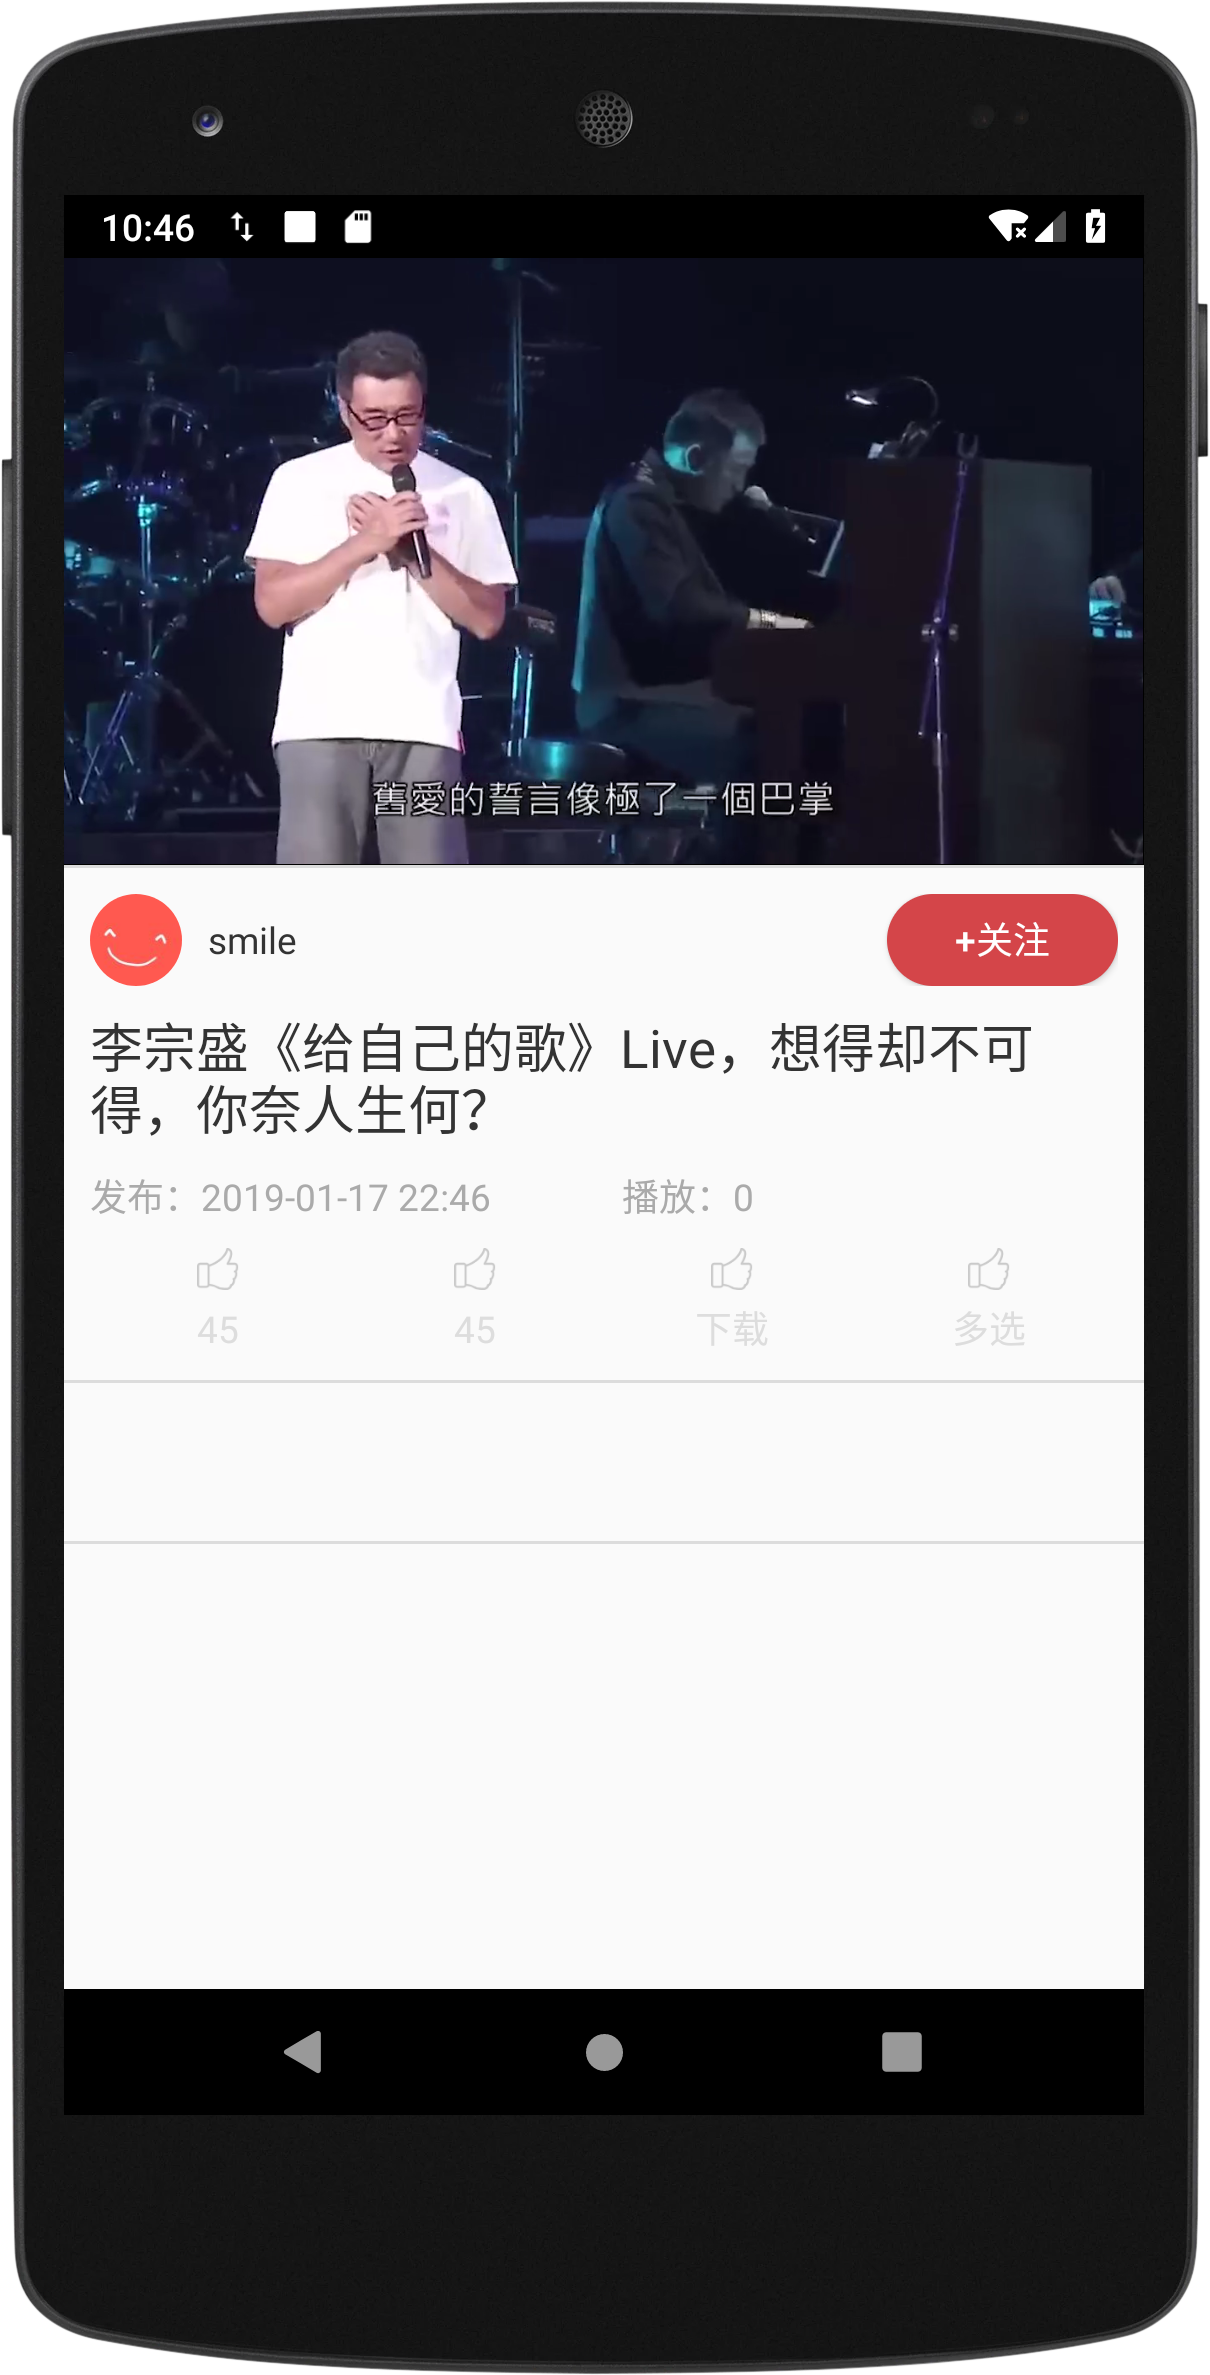 10:46
舊愛的誓言像極了一個巴掌
smile
+关注
李宗盛《给自己的歌》Live，想得却不可
得，你奈人生何？
发布：2019-01-17 22:46 播放：0
45 45 下载 多选